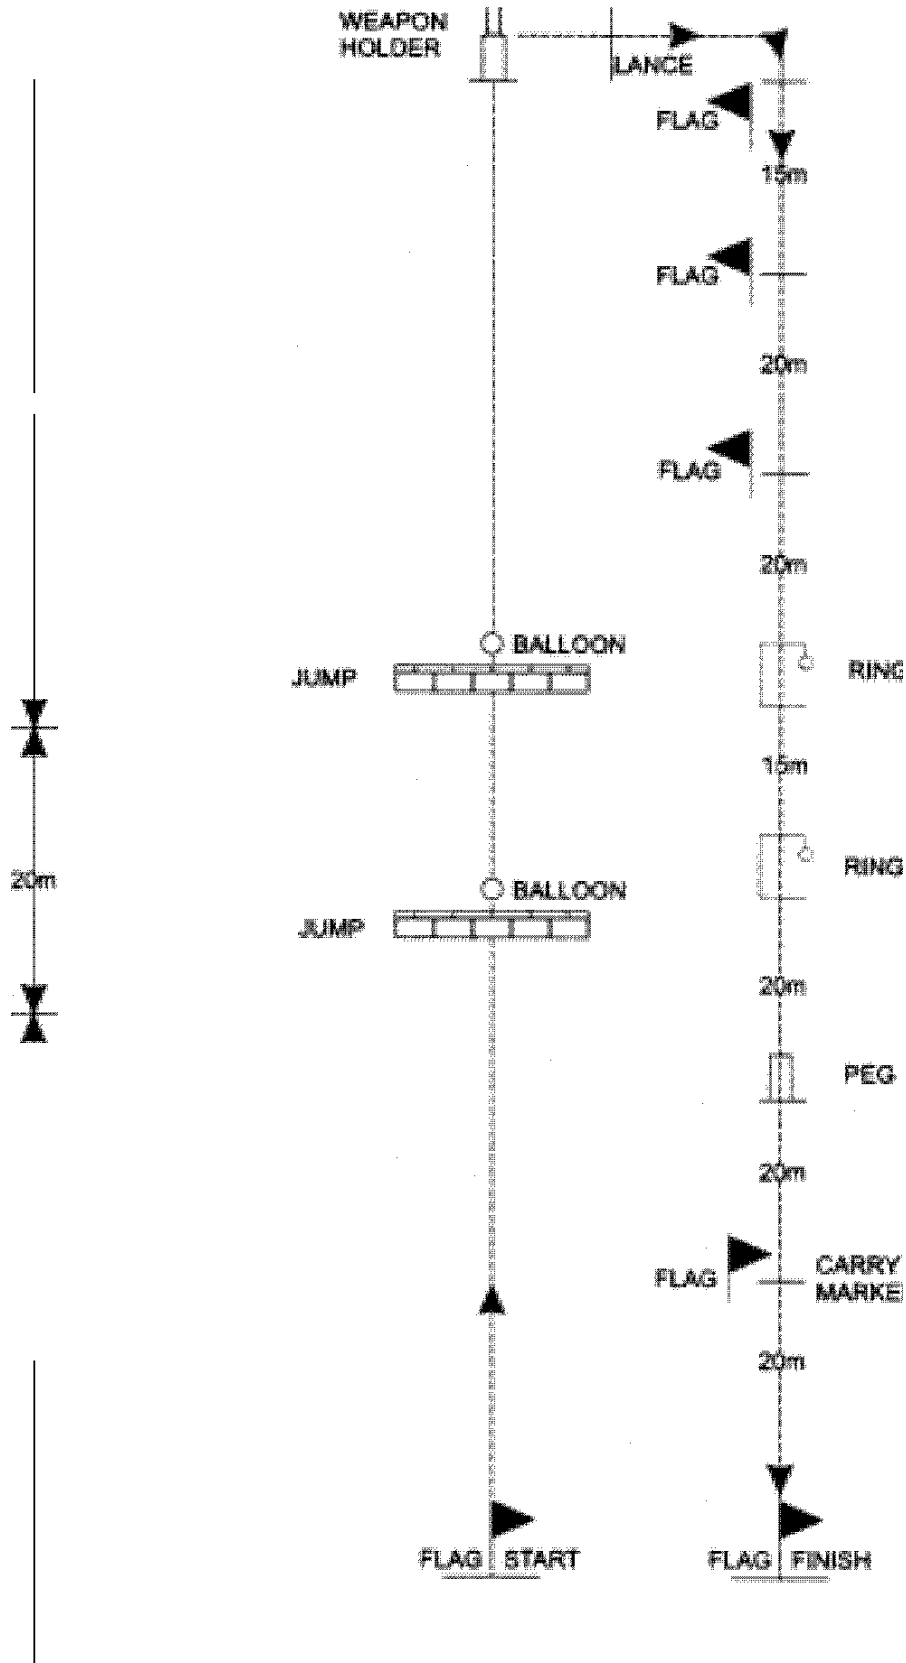 WEAPON
HOLDER
LANCE
FLAG
15m
FLAG
20m
FLAG
20m
BALLOON
JUMP
RING
15m
20m
BALLOON
RING
JUMP
20m
PEG
20m
FLAG
CARRY
MARKE
20m
FLAG START
FLAG FINISH